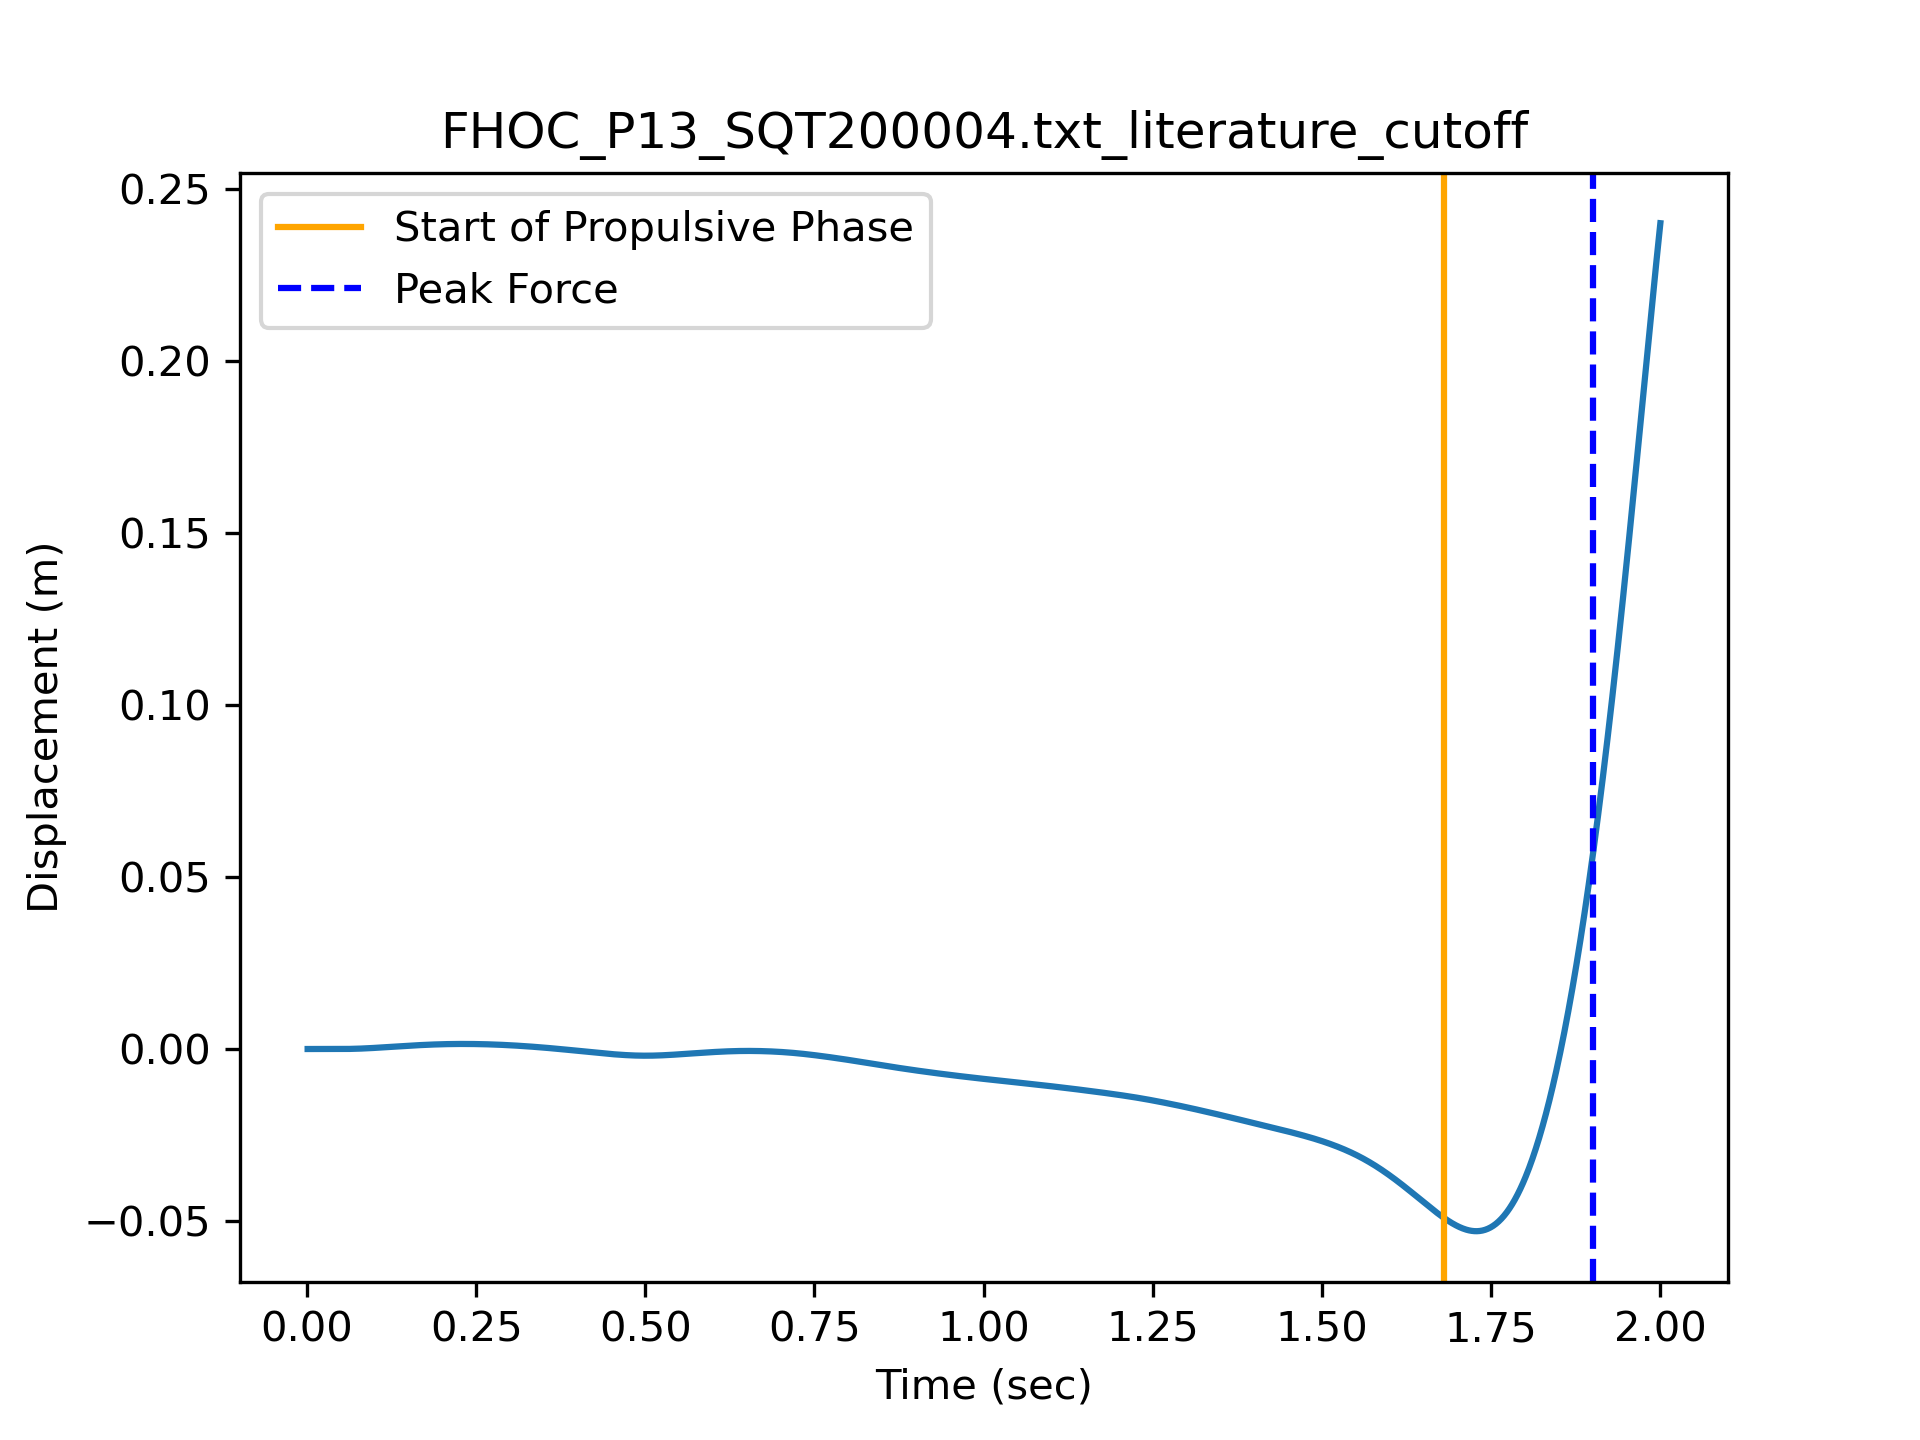 FHOC_P13_SQT200004.txt_literature_cutoff
Start of Propulsive Phase
Peak Force
0.25
0.20
0.15
0.10
0.05
0.00
−0.05
Displacement (m)
0.00 0.25 0.50 0.75 1.00 1.25 1.50 1.75 2.00
Time (sec)